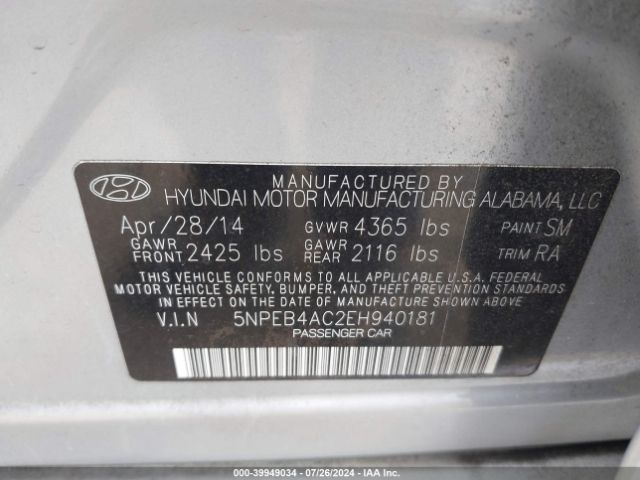 MANUFACTURED BY
HYUNDAI MOTOR MANUFACTURING ALABAMA, LLC
Apr/28/14 GVWR 4365 lbs PAINT SM
GAWR FRONT 2425 lbs GAWR REAR 2116 lbs TRIM RA
THIS VEHICLE CONFORMS TO ALL APPLICABLE U.S.A. FEDERAL
MOTOR VEHICLE SAFETY, BUMPER, AND THEFT PREVENTION STANDARDS
IN EFFECT ON THE DATE OF MANUFACTURE SHOWN ABOVE.
V.I.N 5NPEB4AC2EH940181
PASSENGER CAR
000-39949034 / 07/26/2024 - IAA Inc.